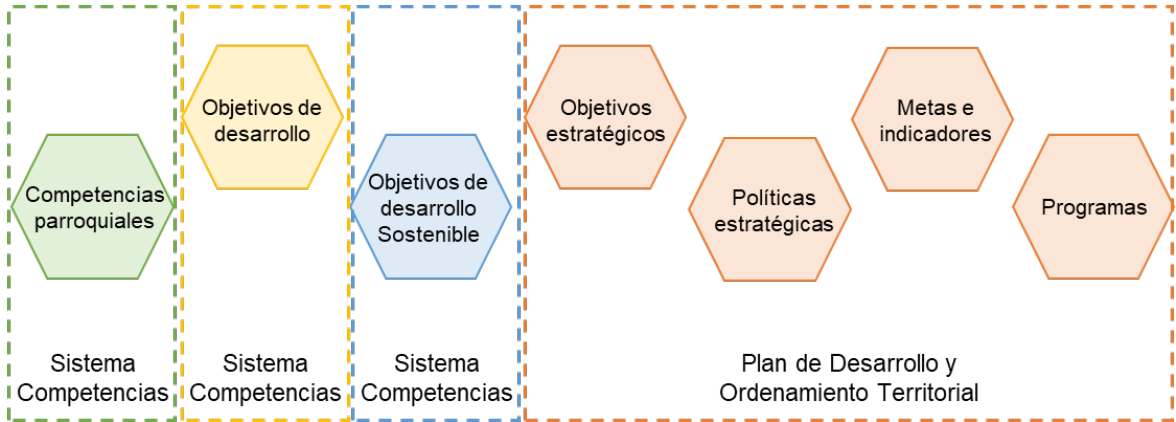 Competencias
parroquiales
Objetivos de
desarrollo
Objetivos de
desarrollo
Sostenible
Objetivos
estratégicos
Políticas
estratégicas
Metas e
indicadores
Programas
Sistema
Competencias
Sistema
Competencias
Sistema
Competencias
Plan de Desarrollo y
Ordenamiento Territorial